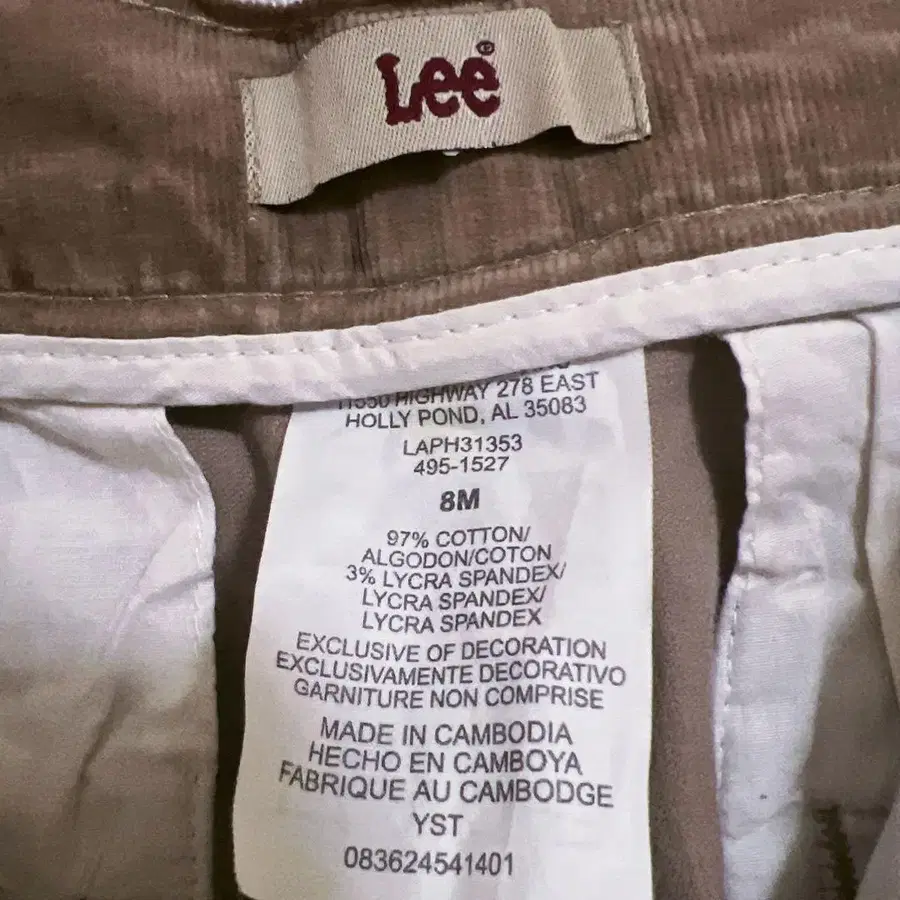 Lee®
HIGHWAY 278 EAST
HOLLY POND, AL 35083
LAPH31353
495-1527
8M
97% COTTON/
ALGODON/COTON
3% LYCRA SPANDEX/
LYCRA SPANDEX/
LYCRA SPANDEX
EXCLUSIVE OF DECORATION
EXCLUSIVAMENTE DECORATIVO
GARNITURE NON COMPRISE
MADE IN CAMBODIA
HECHO EN CAMBOYA
FABRIQUE AU CAMBODGE
YST
083624541401